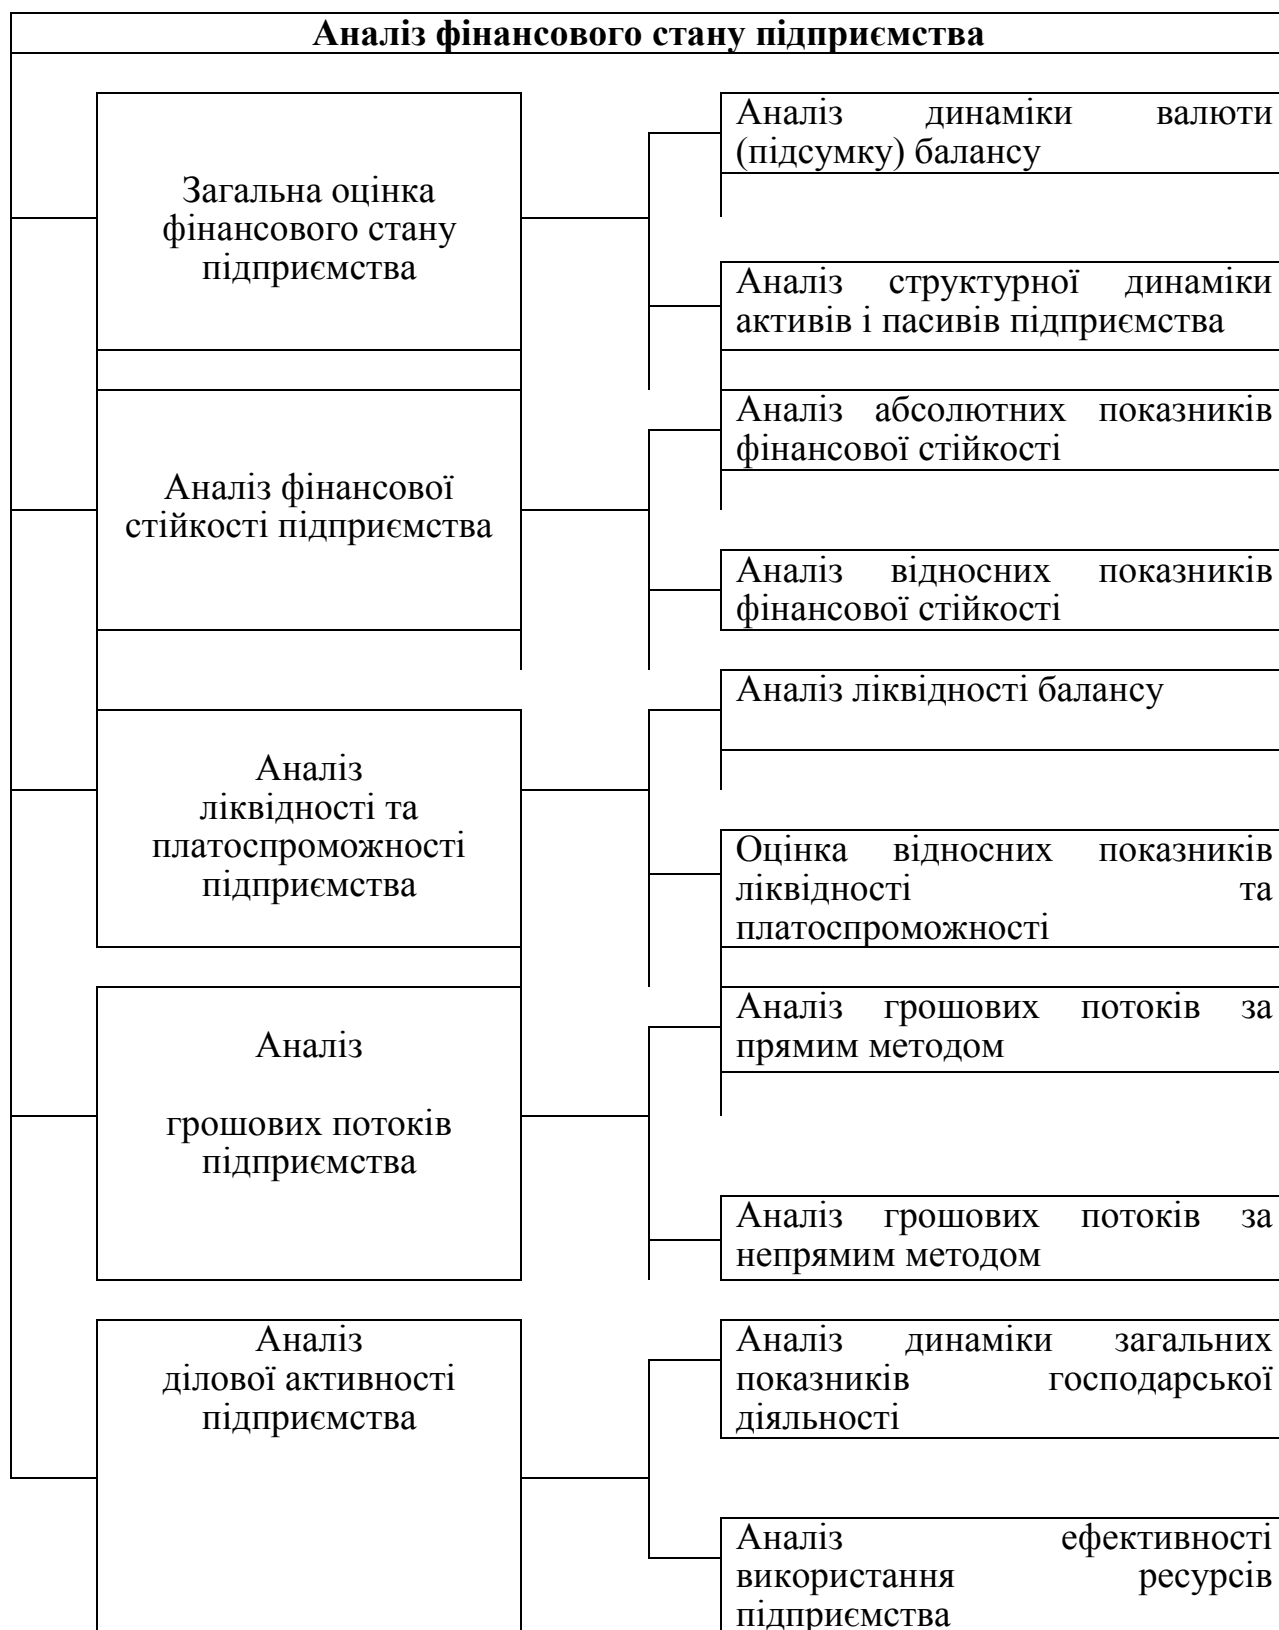 Аналіз фінансового стану підприємства
Загальна оцінка
фінансового стану
підприємства
Аналіз динаміки валюти
(підсумку) балансу
Аналіз структурної динаміки
активів і пасивів підприємства
Аналіз фінансової
стійкості підприємства
Аналіз абсолютних показників
фінансової стійкості
Аналіз відносних показників
фінансової стійкості
Аналіз
ліквідності та
платоспроможності
підприємства
Аналіз ліквідності балансу
Оцінка відносних показників
ліквідності та
платоспроможності
Аналіз
грошових потоків
підприємства
Аналіз грошових потоків за
прямим методом
Аналіз грошових потоків за
непрямим методом
Аналіз
ділової активності
підприємства
Аналіз динаміки загальних
показників господарської
діяльності
Аналіз ефективності
використання ресурсів
підприємства